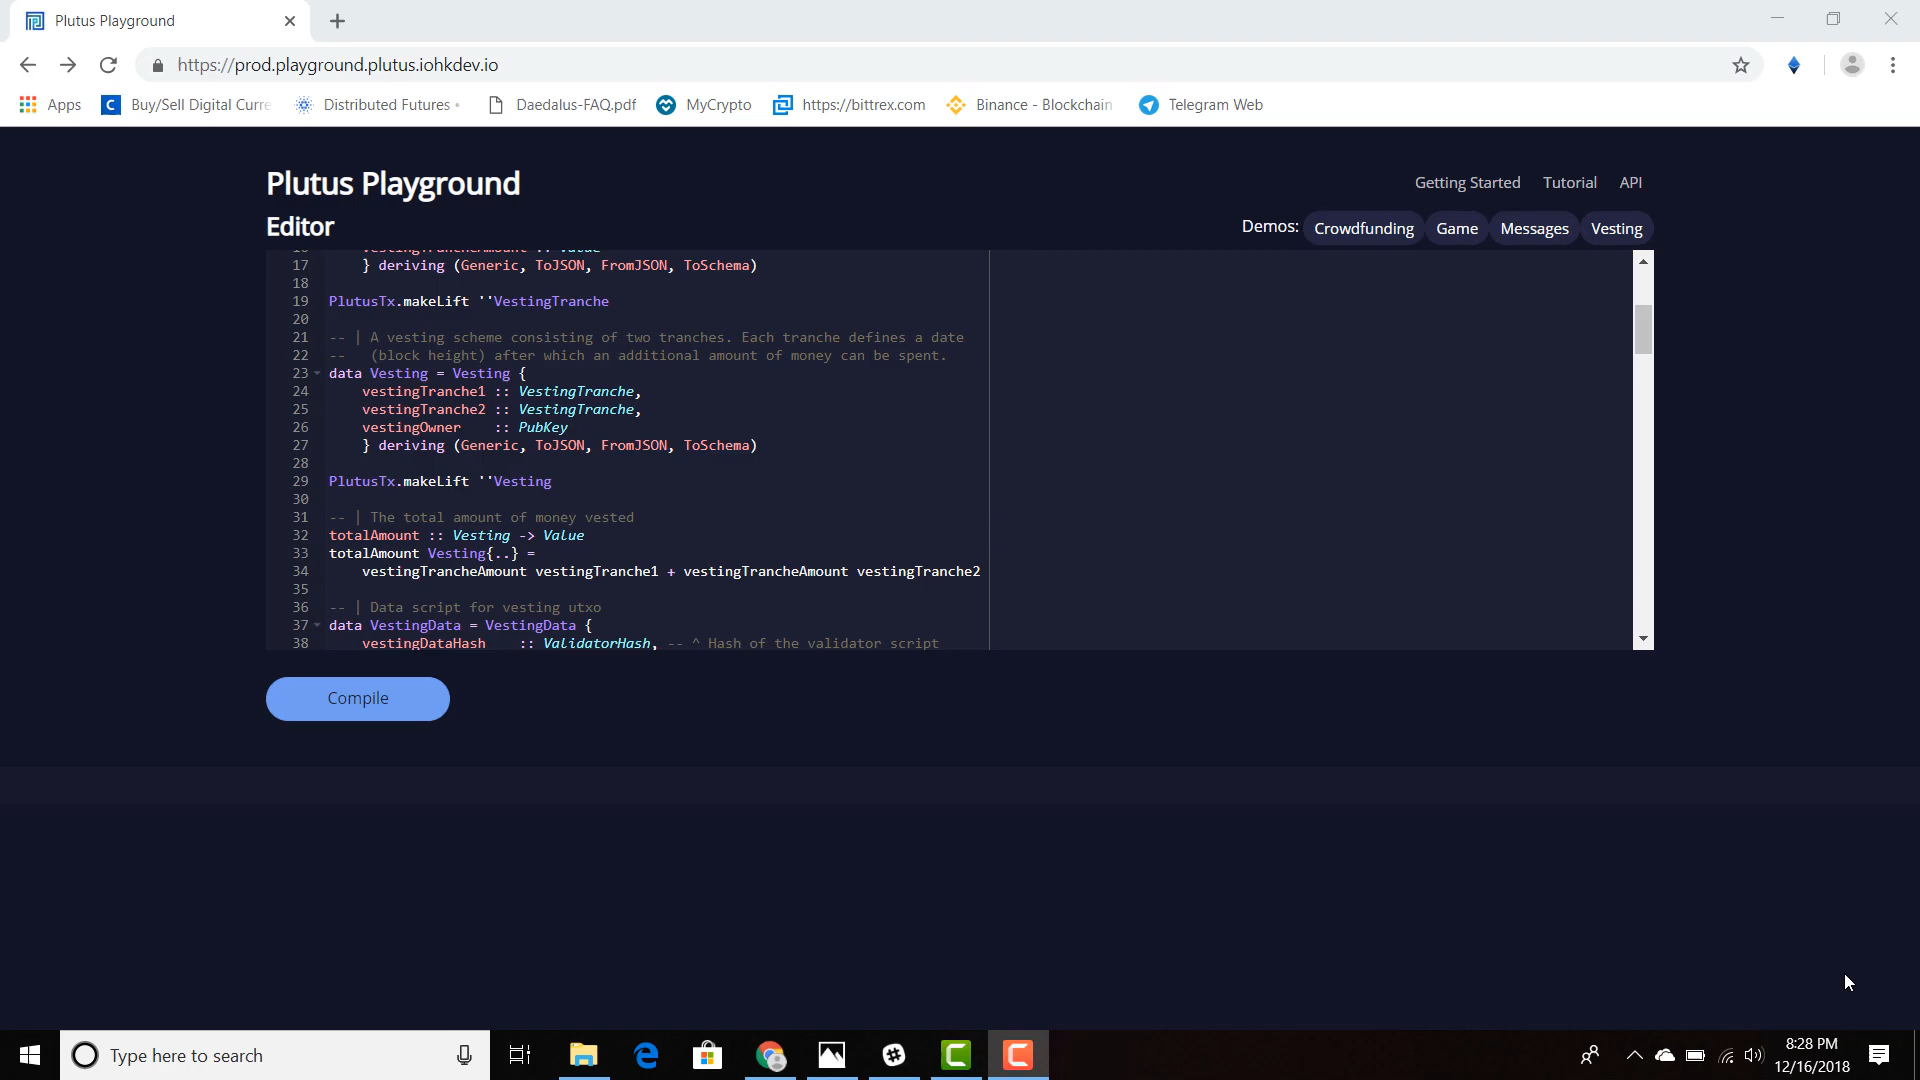 Plutus Playground
https://prod.playground.plutus.iohkdev.io
Apps
Buy/Sell Digital Curre
Distributed Futures
Daedalus-FAQ.pdf
MyCrypto
https://bittrex.com
Binance - Blockchain
Telegram Web
Plutus Playground
Getting Started Tutorial API
Editor
Demos: Crowdfunding Game Messages Vesting
16 vestingTrancheAmount :: Value
17 } deriving (Generic, ToJSON, FromJSON, ToSchema)
18
19 PlutusTx.makeLift ''VestingTranche
20
21 -- | A vesting scheme consisting of two tranches. Each tranche defines a date
22 -- (block height) after which an additional amount of money can be spent.
23 data Vesting = Vesting {
24 vestingTranche1 :: VestingTranche,
25 vestingTranche2 :: VestingTranche,
26 vestingOwner :: PubKey
27 } deriving (Generic, ToJSON, FromJSON, ToSchema)
28
29 PlutusTx.makeLift ''Vesting
30
31 -- | The total amount of money vested
32 totalAmount :: Vesting -> Value
33 totalAmount Vesting{..} =
34 vestingTrancheAmount vestingTranche1 + vestingTrancheAmount vestingTranche2
35
36 -- | Data script for vesting utxo
37 data VestingData = VestingData {
38 vestingDataHash :: ValidatorHash, -- ^ Hash of the validator script
Compile
Type here to search
8:28 PM
12/16/2018